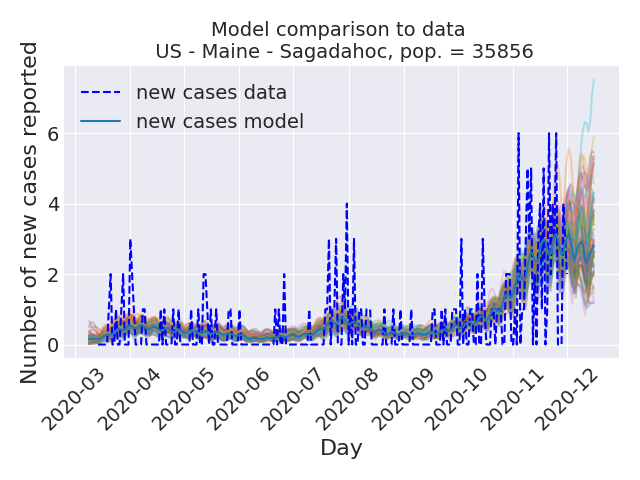 Model comparison to data
US - Maine - Sagadahoc, pop. = 35856
Number of new cases reported
new cases data
new cases model
6
4
2
0
2020-03
2020-04
2020-05
2020-06
2020-07
2020-08
2020-09
2020-10
2020-11
2020-12
Day